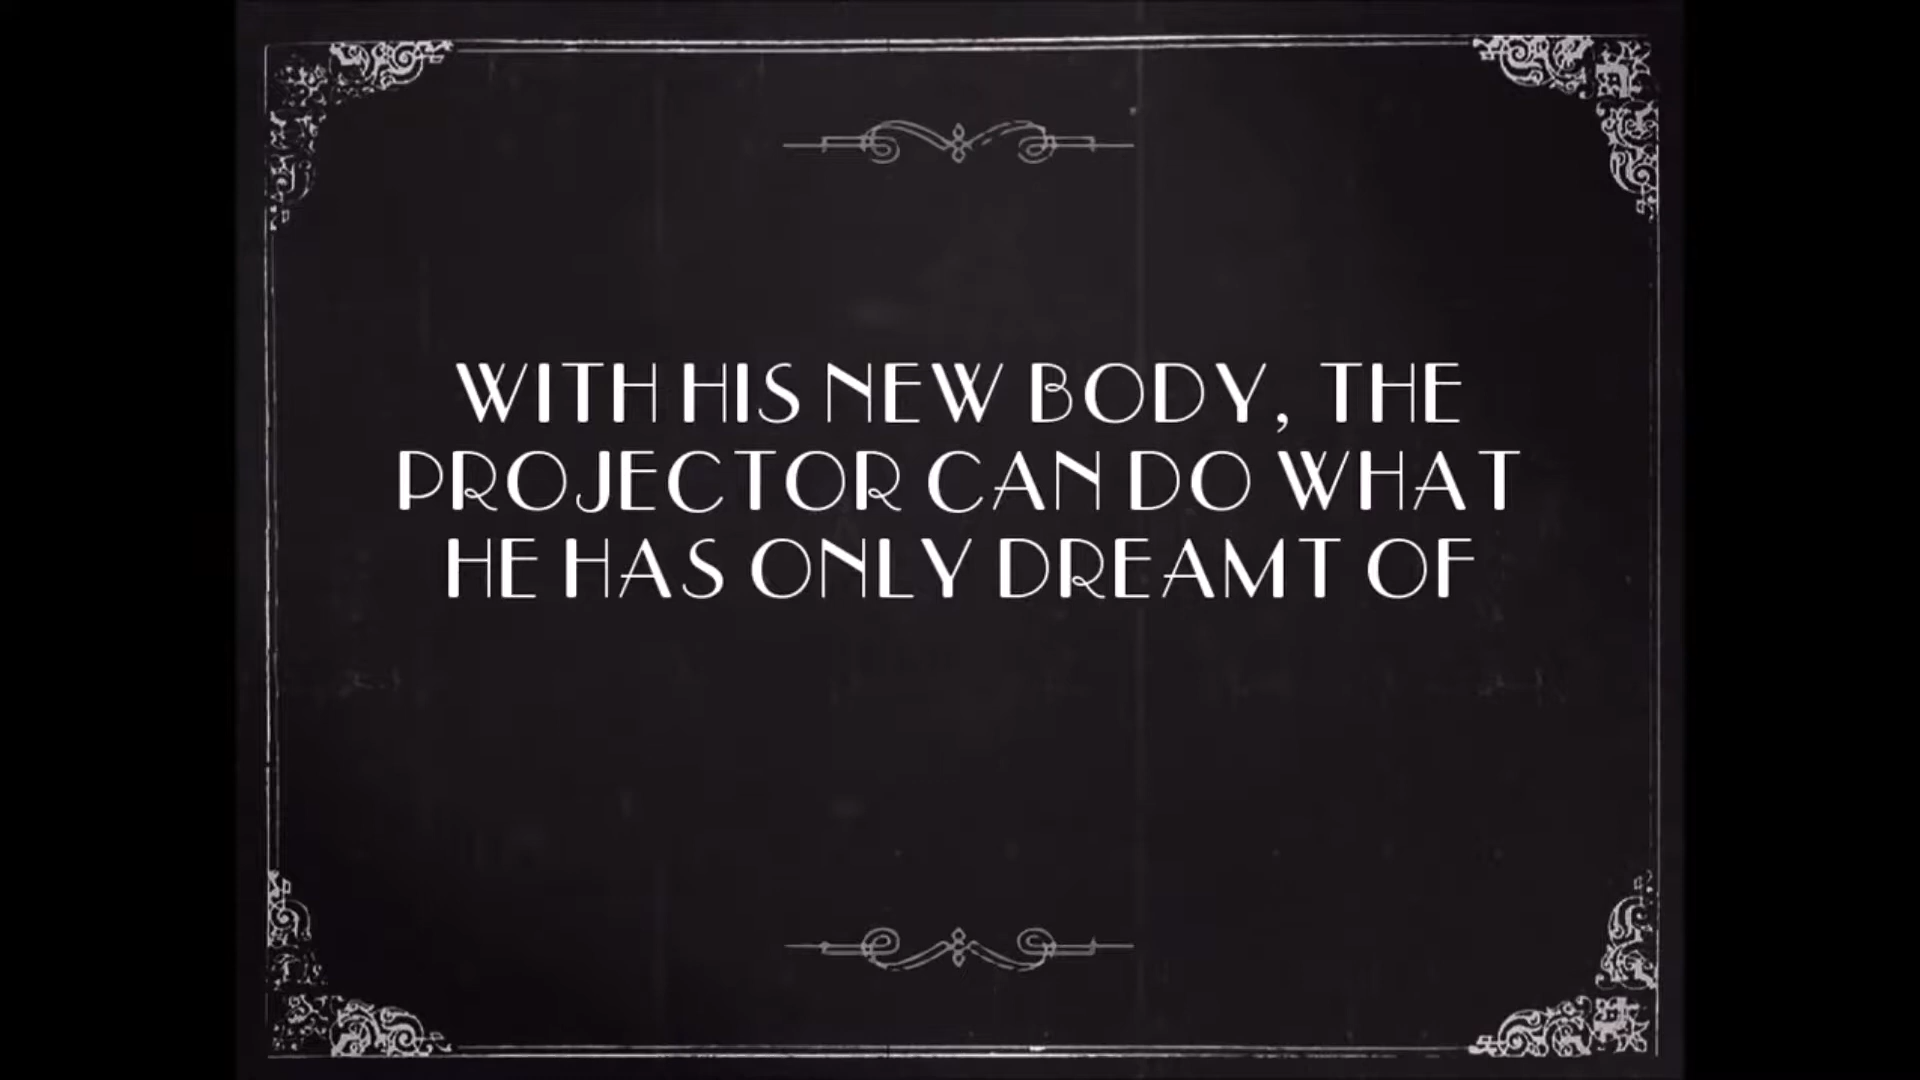 WITH HIS NEW BODY, THE
PROJECTOR CAN DO WHAT
HE HAS ONLY DREAMT OF